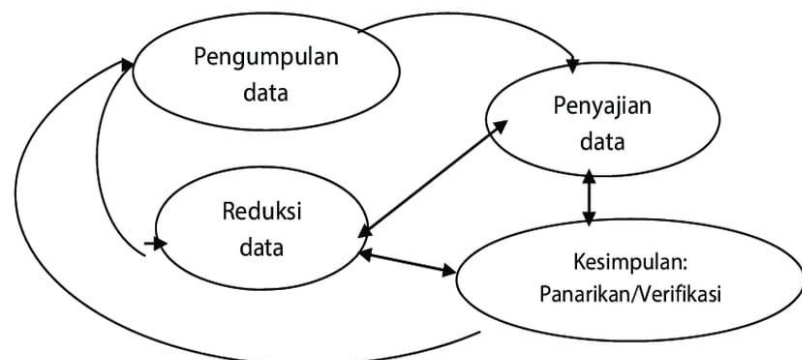 Pengumpulan
data
Penyajian
data
Reduksi
data
Kesimpulan:
Panarikan/Verifikasi